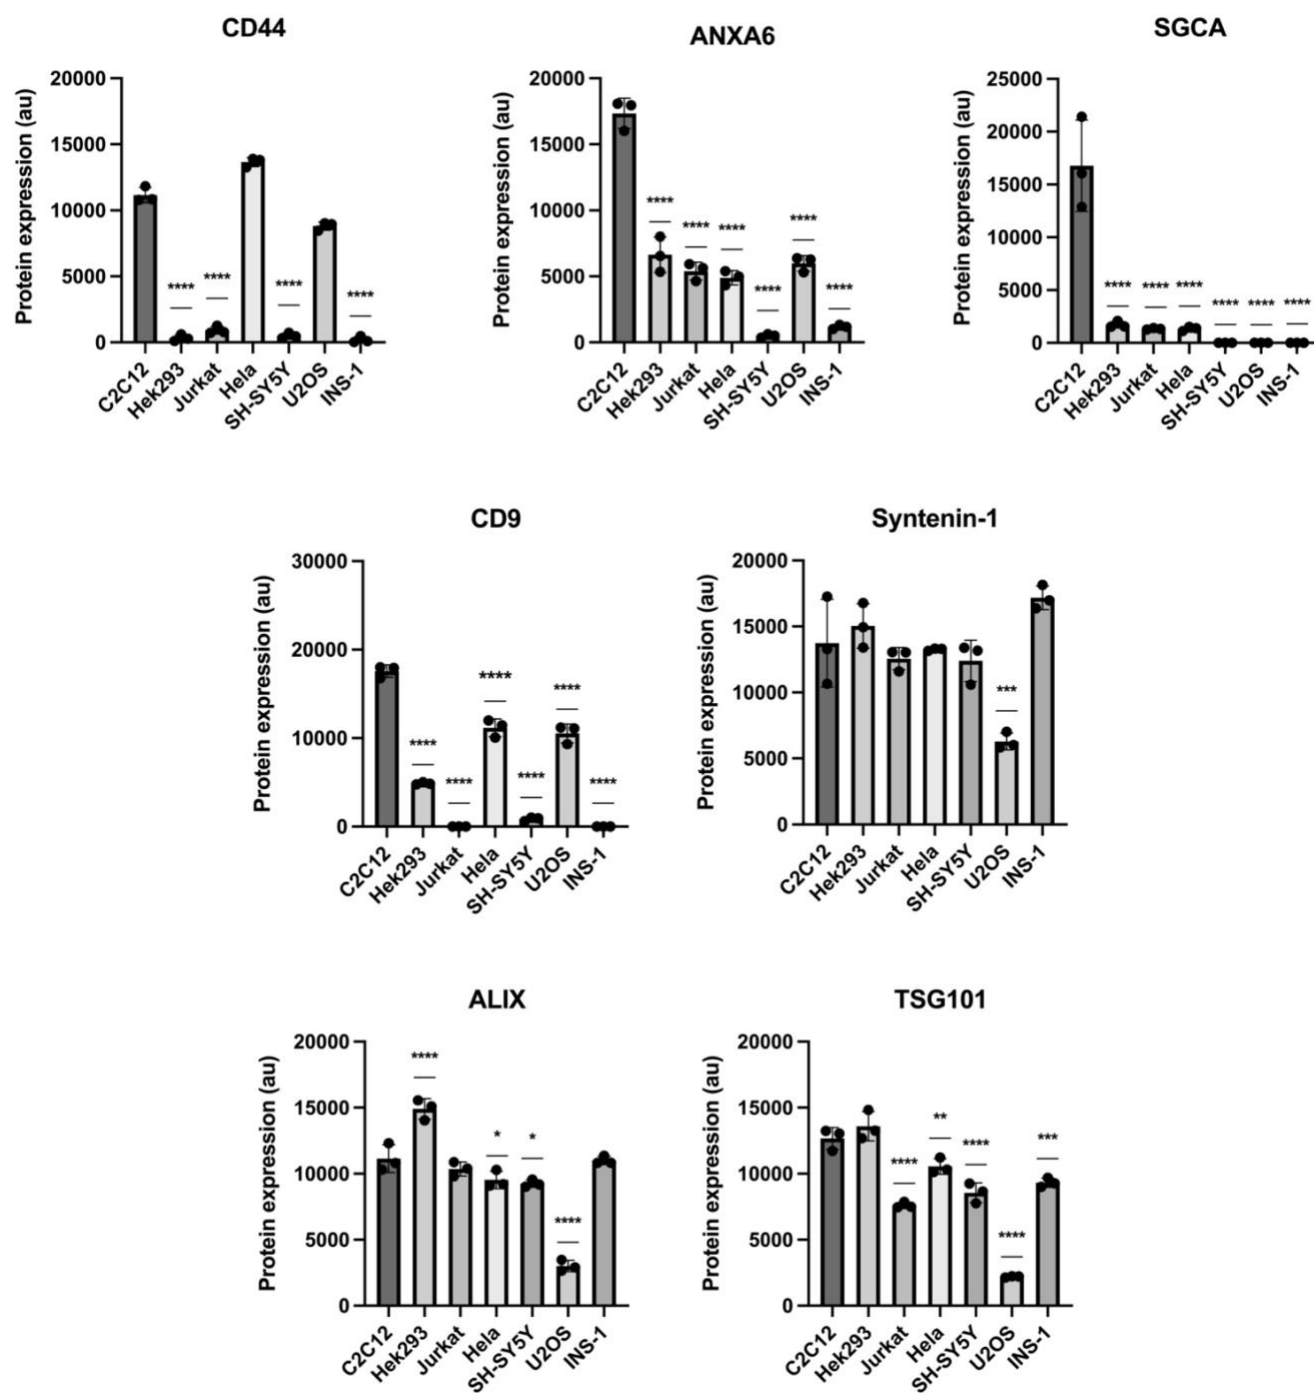 CD44
Protein expression (au)
20000
15000
10000
5000
0
**** **** **** ****
C2C12 Hek293 Jurkat Hela SH-SY5Y U2OS INS-1
ANXA6
Protein expression (au)
20000
15000
10000
5000
0
**** **** **** **** **** ****
C2C12 Hek293 Jurkat Hela SH-SY5Y U2OS INS-1
SGCA
Protein expression (au)
25000
20000
15000
10000
5000
0
**** **** **** **** **** ****
C2C12 Hek293 Jurkat Hela SH-SY5Y U2OS INS-1
CD9
Protein expression (au)
30000
20000
10000
0
**** **** **** **** **** ****
C2C12 Hek293 Jurkat Hela SH-SY5Y U2OS INS-1
Syntenin-1
Protein expression (au)
20000
15000
10000
5000
0
***
C2C12 Hek293 Jurkat Hela SH-SY5Y U2OS INS-1
ALIX
Protein expression (au)
20000
15000
10000
5000
0
**** * * ****
C2C12 Hek293 Jurkat Hela SH-SY5Y U2OS INS-1
TSG101
Protein expression (au)
20000
15000
10000
5000
0
**** ** **** **** ***
C2C12 Hek293 Jurkat Hela SH-SY5Y U2OS INS-1